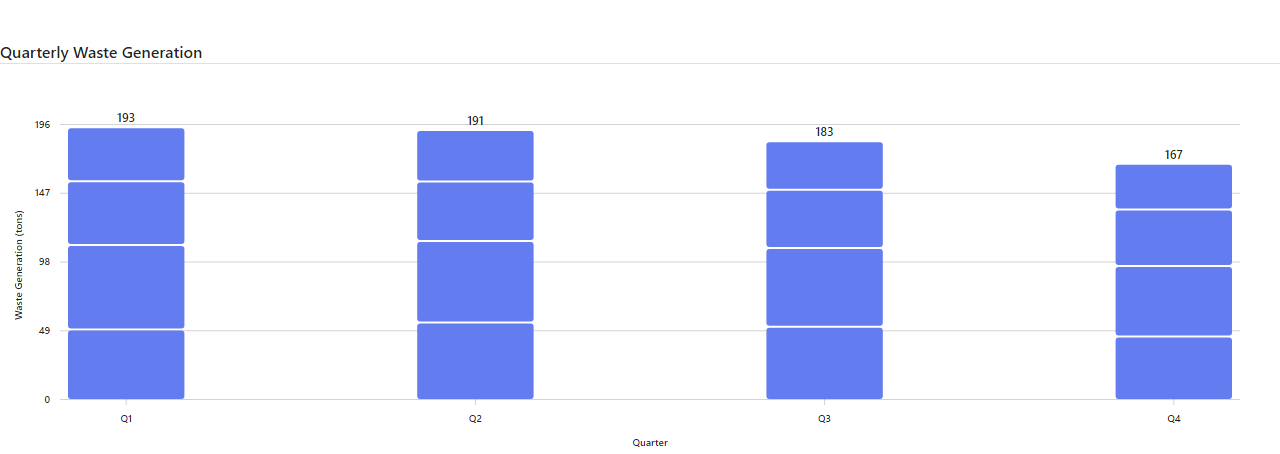 Quarterly Waste Generation
193
191
183
167
196
147
98
49
0
Waste Generation (tons)
Q1
Q2
Q3
Q4
Quarter